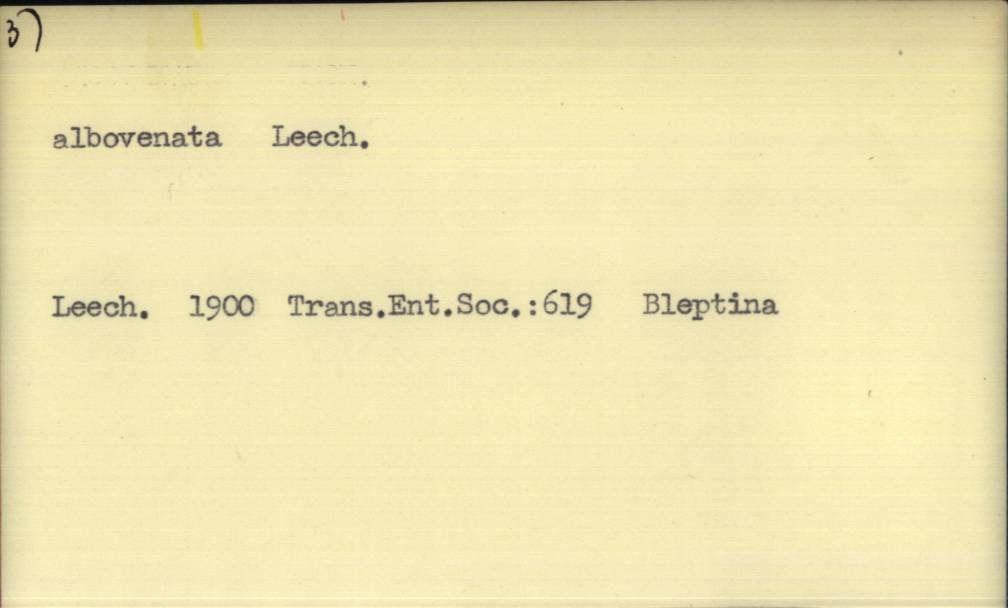 3)
albovenata Leech.
Leech. 1900 Trans.Ent.Soc.:619 Bleptina